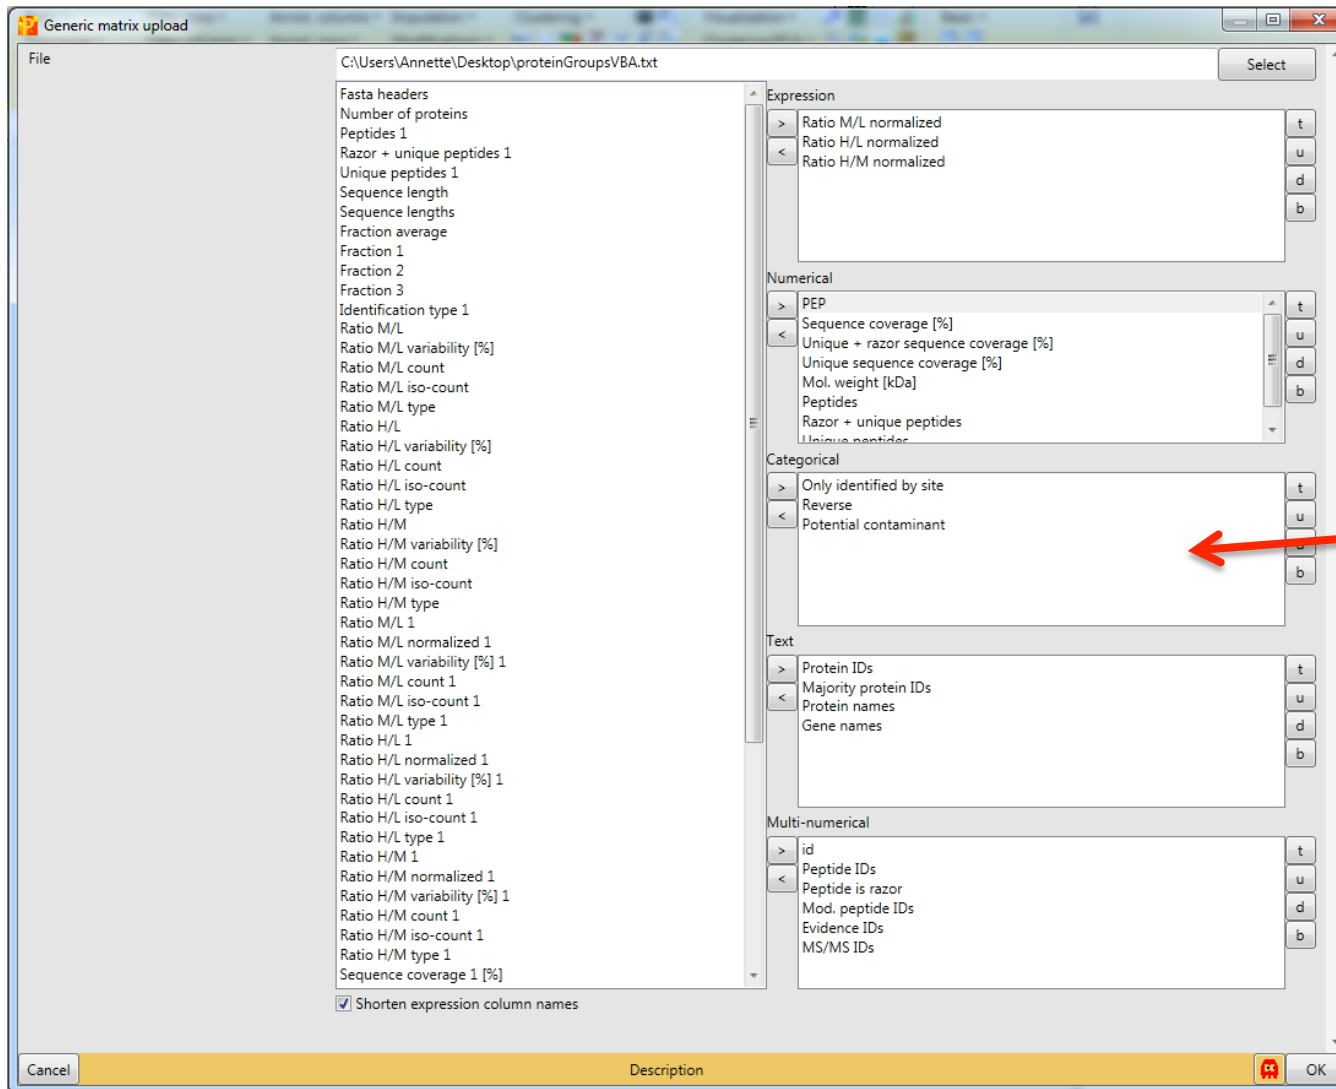 Generic matrix upload
File
C:\Users\Annette\Desktop\proteinGroupsVBA.txt
Select
Fasta headers
Number of proteins
Peptides 1
Razor + unique peptides 1
Unique peptides 1
Sequence length
Sequence lengths
Fraction average
Fraction 1
Fraction 2
Fraction 3
Identification type 1
Ratio M/L
Ratio M/L variability [%]
Ratio M/L count
Ratio M/L iso-count
Ratio M/L type
Ratio H/L
Ratio H/L variability [%]
Ratio H/L count
Ratio H/L iso-count
Ratio H/L type
Ratio H/M
Ratio H/M variability [%]
Ratio H/M count
Ratio H/M iso-count
Ratio H/M type
Ratio M/L 1
Ratio M/L normalized 1
Ratio M/L variability [%] 1
Ratio M/L count 1
Ratio M/L iso-count 1
Ratio M/L type 1
Ratio H/L 1
Ratio H/L normalized 1
Ratio H/L variability [%] 1
Ratio H/L count 1
Ratio H/L iso-count 1
Ratio H/L type 1
Ratio H/M 1
Ratio H/M normalized 1
Ratio H/M variability [%] 1
Ratio H/M count 1
Ratio H/M iso-count 1
Ratio H/M type 1
Sequence coverage 1 [%]
Shorten expression column names
Expression
>
<
Ratio M/L normalized
Ratio H/L normalized
Ratio H/M normalized
t
u
d
b
Numerical
>
<
PEP
Sequence coverage [%]
Unique + razor sequence coverage [%]
Unique sequence coverage [%]
Mol. weight [kDa]
Peptides
Razor + unique peptides
Unique peptides
t
u
d
b
Categorical
>
<
Only identified by site
Reverse
Potential contaminant
t
u
b
Text
>
<
Protein IDs
Majority protein IDs
Protein names
Gene names
t
u
d
b
Multi-numerical
>
<
id
Peptide IDs
Peptide is razor
Mod. peptide IDs
Evidence IDs
MS/MS IDs
t
u
d
b
Cancel
Description
OK